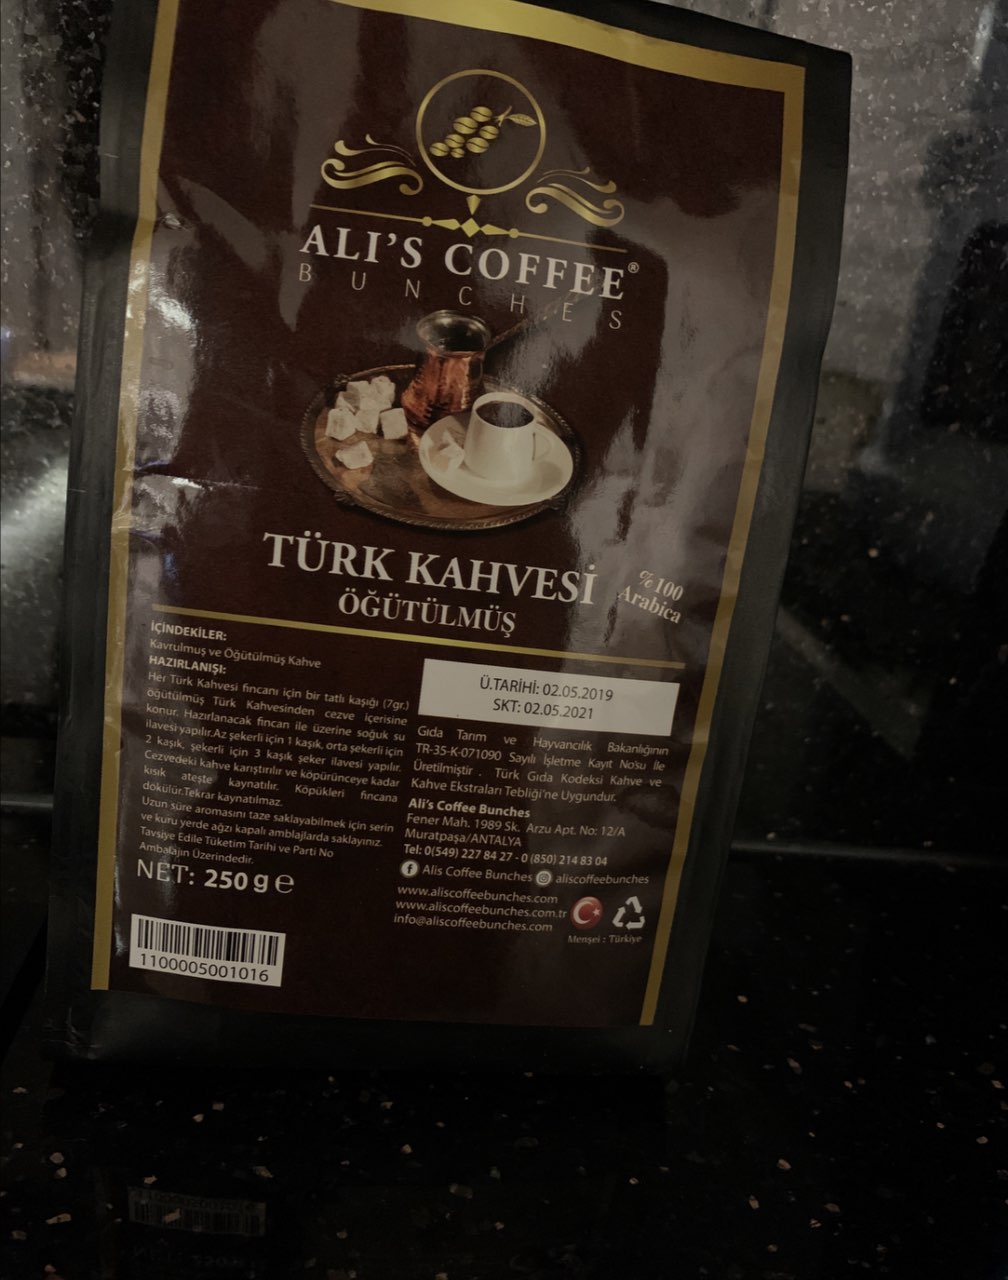 ALI'S COFFEE®
BUNCHES
TÜRK KAHVESİ
ÖĞÜTÜLMÜŞ
%100
Arabica
İÇİNDEKİLER:
Kavrulmuş ve Öğütülmüş Kahve
HAZIRLANIŞI:
Her Türk Kahvesi fincanı için bir tatlı kaşığı (7gr.)
öğütülmüş Türk Kahvesinden cezve içerisine
konur. Hazırlanacak fincan ile üzerine soğuk su
ilavesi yapılır.Az şekerli için 1 kaşık, orta şekerli için
2 kaşık, şekerli için 3 kaşık şeker ilavesi yapılır.
Cezvedeki kahve karıştırılır ve köpürünceye kadar
kısık ateşte kaynatılır. Köpükleri fincana
dökülür.Tekrar kaynatılmaz.
Uzun süre aromasını taze saklayabilmek için serin
ve kuru yerde ağzı kapalı amblajlarda saklayınız.
Tavsiye Edile Tüketim Tarihi ve Parti No
Ambalajın Üzerindedir.
NET: 250 g e
1100005001016
Ü.TARİHİ: 02.05.2019
SKT: 02.05.2021
Gıda Tarım ve Hayvancılık Bakanlığının
TR-35-K-071090 Sayılı İşletme Kayıt No'su İle
Üretilmiştir . Türk Gıda Kodeksi Kahve ve
Kahve Ekstraları Tebliği'ne Uygundur.
Ali's Coffee Bunches
Fener Mah. 1989 Sk. Arzu Apt. No: 12/A
Muratpaşa/ANTALYA
Tel: 0(549) 227 84 27 - 0 (850) 214 83 04
Alis Coffee Bunches aliscoffeebunches
www.aliscoffeebunches.com
www.aliscoffeebunches.com.tr
info@aliscoffeebunches.com
Menşei : Türkiye